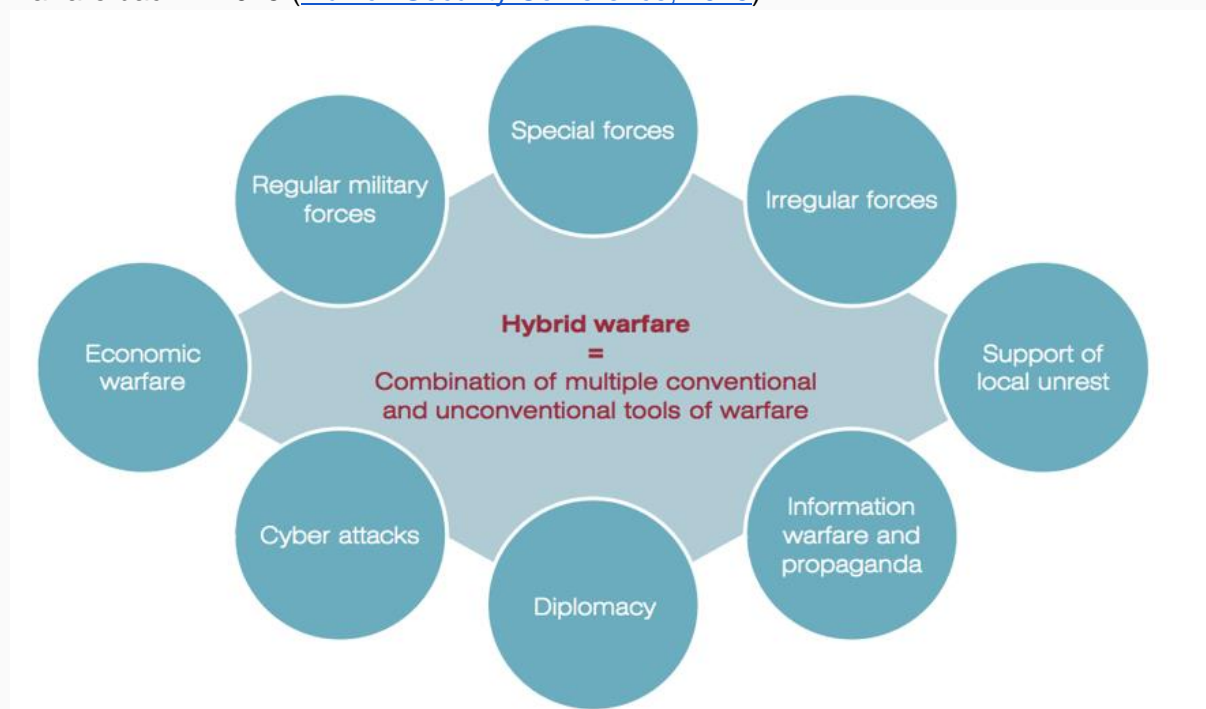 Special forces
Regular military
forces
Irregular forces
Economic
warfare
Hybrid warfare
=
Combination of multiple conventional
and unconventional tools of warfare
Support of
local unrest
Cyber attacks
Information
warfare and
propaganda
Diplomacy